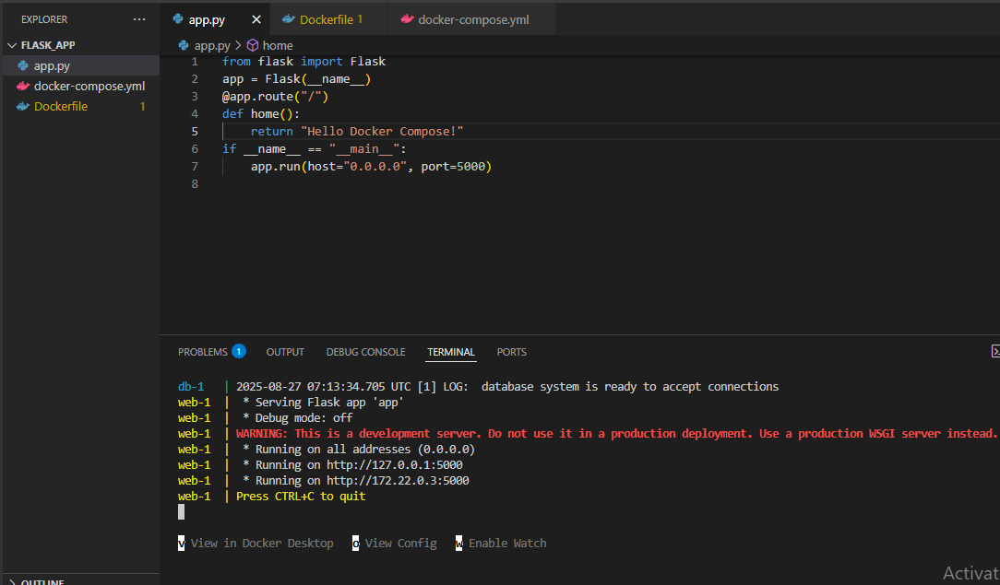 EXPLORER ...
FLASK_APP
app.py
docker-compose.yml
Dockerfile 1
app.py Dockerfile 1 docker-compose.yml
app.py > home
1 from flask import Flask
2 app = Flask(__name__)
3 @app.route("/")
4 def home():
5     return "Hello Docker Compose!"
6 if __name__ == "__main__":
7     app.run(host="0.0.0.0", port=5000)
8
PROBLEMS 1 OUTPUT DEBUG CONSOLE TERMINAL PORTS
db-1   | 2025-08-27 07:13:34.705 UTC [1] LOG:  database system is ready to accept connections
web-1  |  * Serving Flask app 'app'
web-1  |  * Debug mode: off
web-1  | WARNING: This is a development server. Do not use it in a production deployment. Use a production WSGI server instead.
web-1  |  * Running on all addresses (0.0.0.0)
web-1  |  * Running on http://127.0.0.1:5000
web-1  |  * Running on http://172.22.0.3:5000
web-1  | Press CTRL+C to quit
v View in Docker Desktop   o View Config   w Enable Watch
OUTLINE
Activat